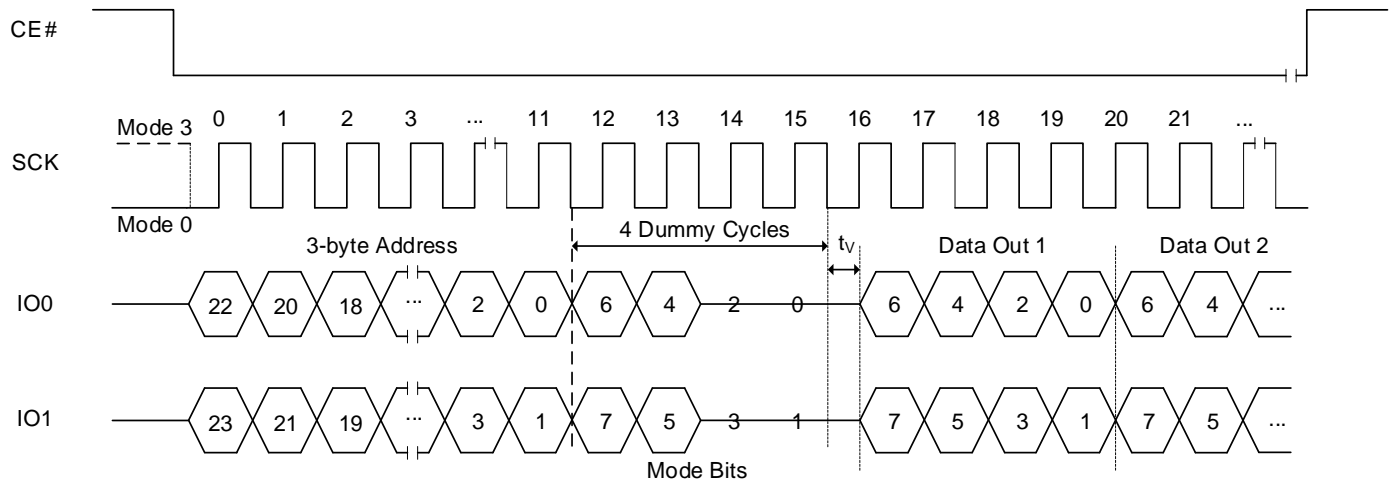 CE#
0 1 2 3 ... 11 12 13 14 15 16 17 18 19 20 21 ...
Mode 3
SCK
Mode 0
3-byte Address 4 Dummy Cycles tV Data Out 1 Data Out 2
IO0 22 20 18 ... 2 0 6 4 2 0 6 4 2 0 6 4 ...
IO1 23 21 19 ... 3 1 7 5 3 1 7 5 3 1 7 5 ...
Mode Bits